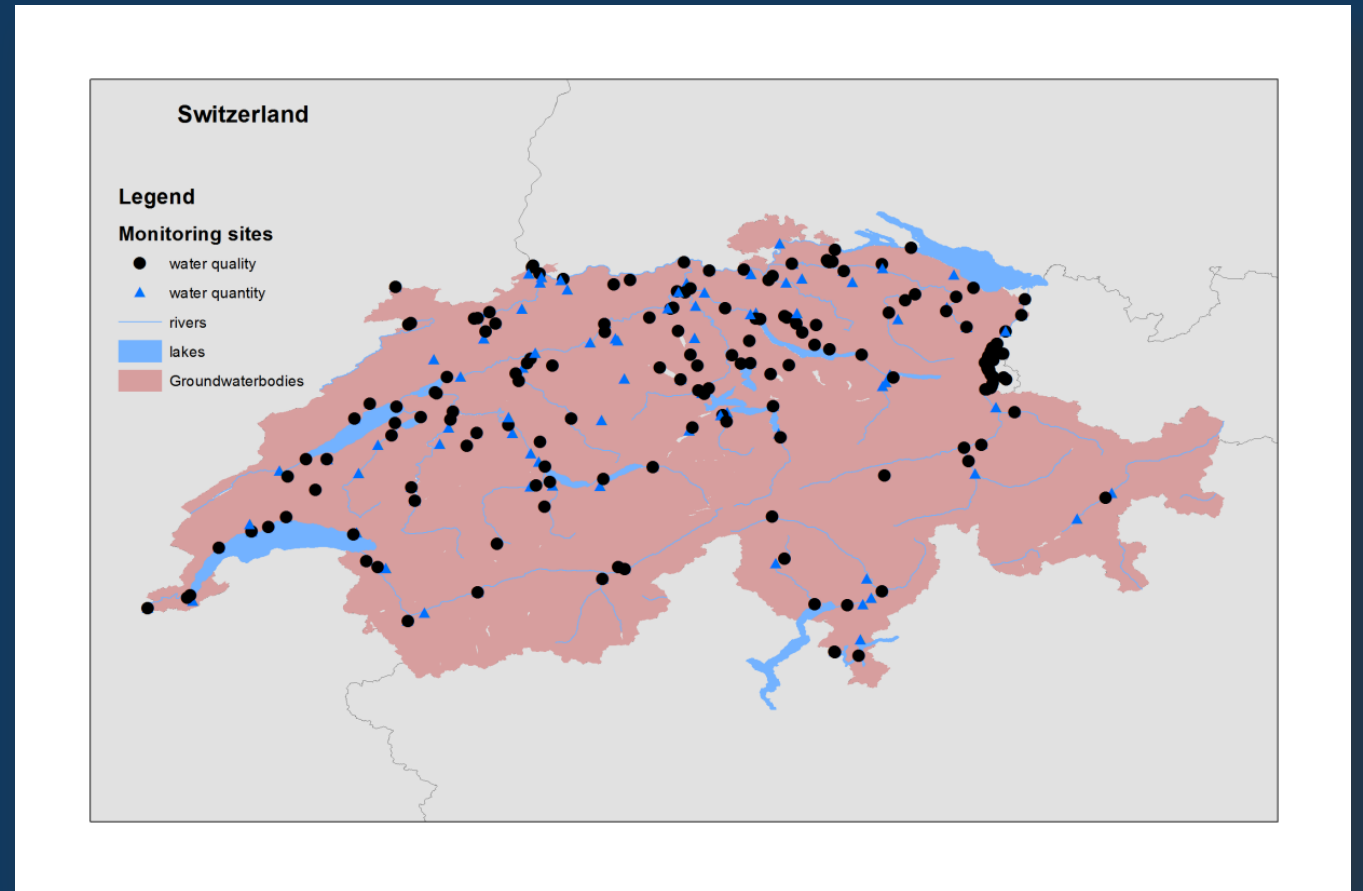 Switzerland
Legend
Monitoring sites
water quality
water quantity
rivers
lakes
Groundwaterbodies